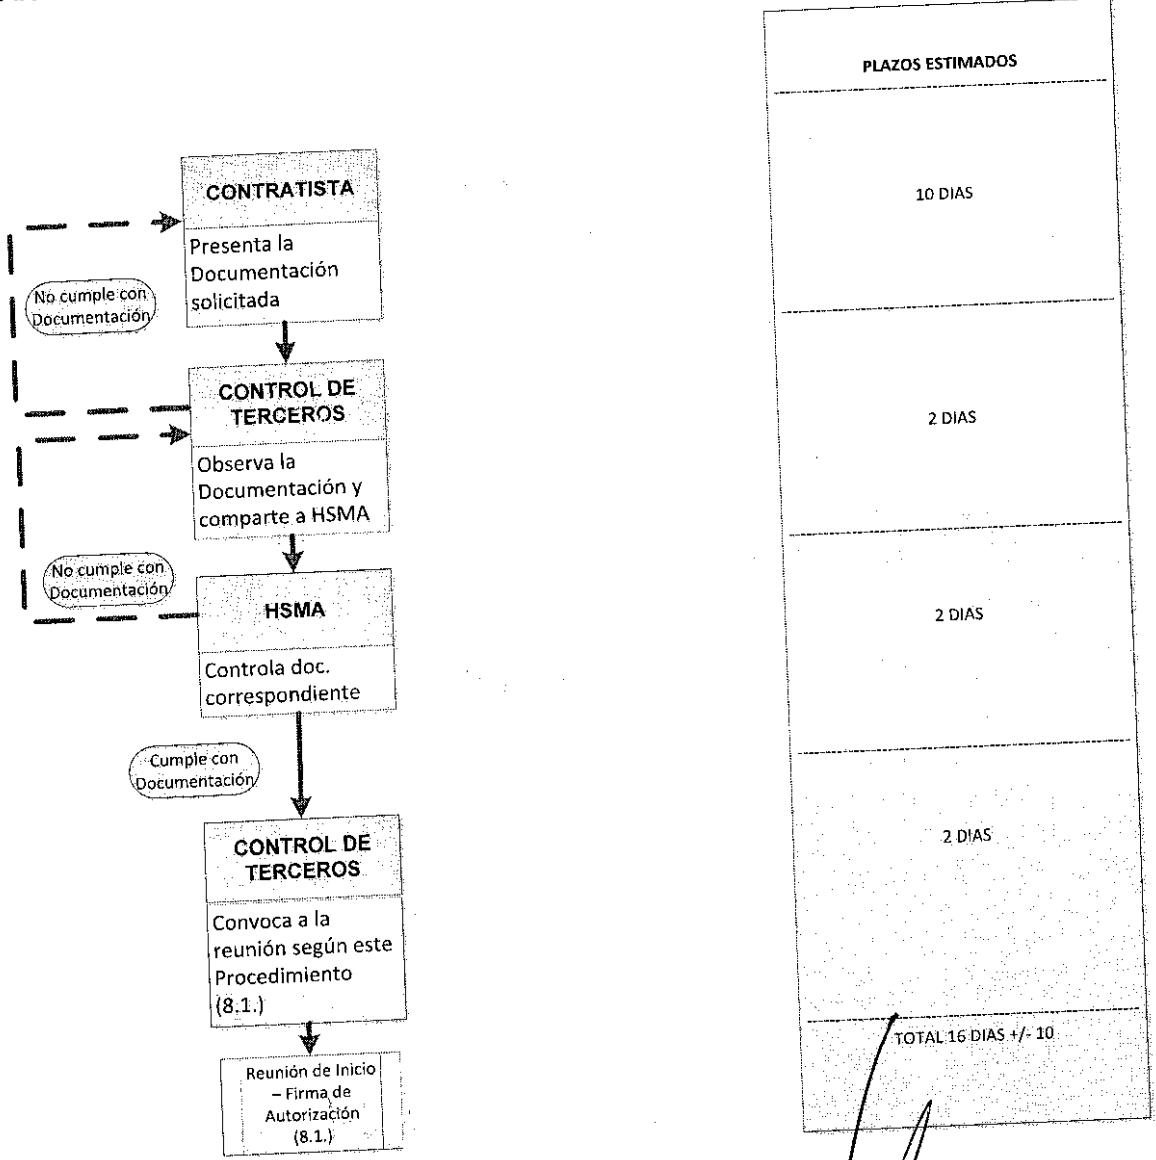 PLAZOS ESTIMADOS
CONTRATISTA
Presenta la
Documentación
solicitada
10 DIAS
No cumple con
Documentación
CONTROL DE
TERCEROS
Observa la
Documentación y
comparte a HSMA
2 DIAS
No cumple con
Documentación
HSMA
Controla doc.
correspondiente
2 DIAS
Cumple con
Documentación
CONTROL DE
TERCEROS
Convoca a la
reunión según este
Procedimiento
(8.1.)
2 DIAS
Reunión de Inicio
– Firma de
Autorización
(8.1.)
TOTAL 16 DIAS +/- 10